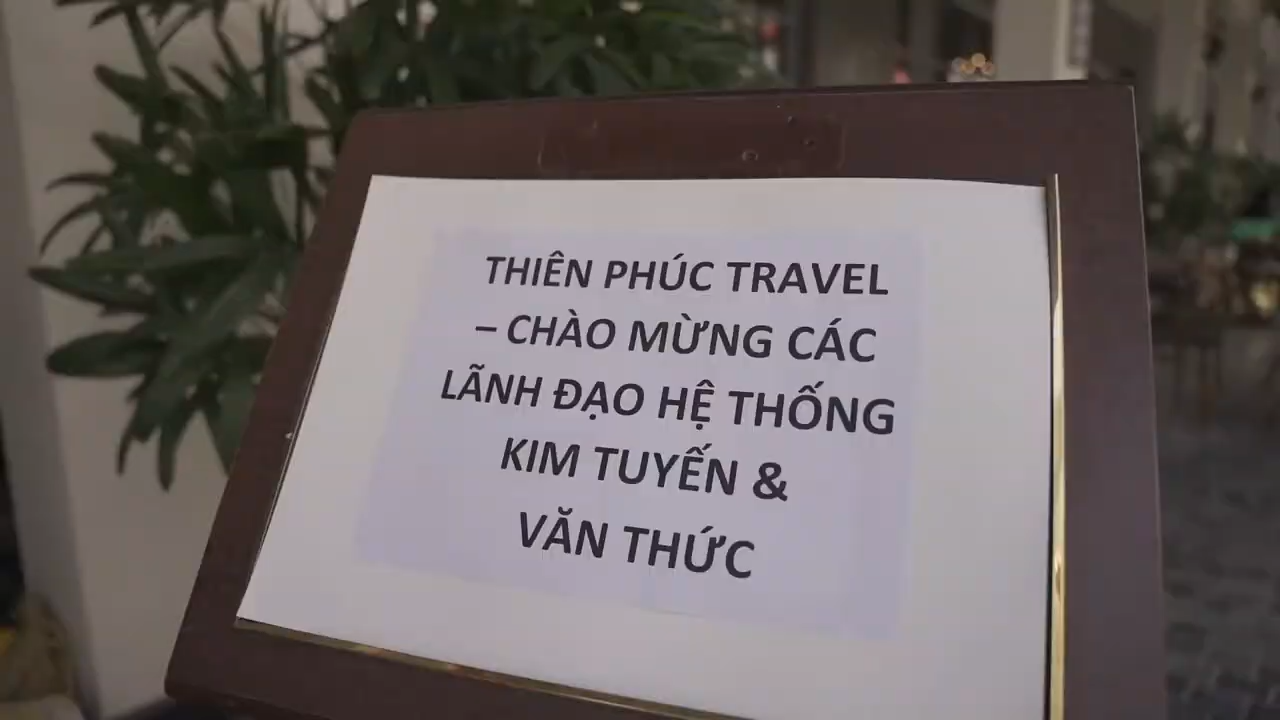 THIÊN PHÚC TRAVEL
– CHÀO MỪNG CÁC
LÃNH ĐẠO HỆ THỐNG
KIM TUYẾN &
VĂN THỨC